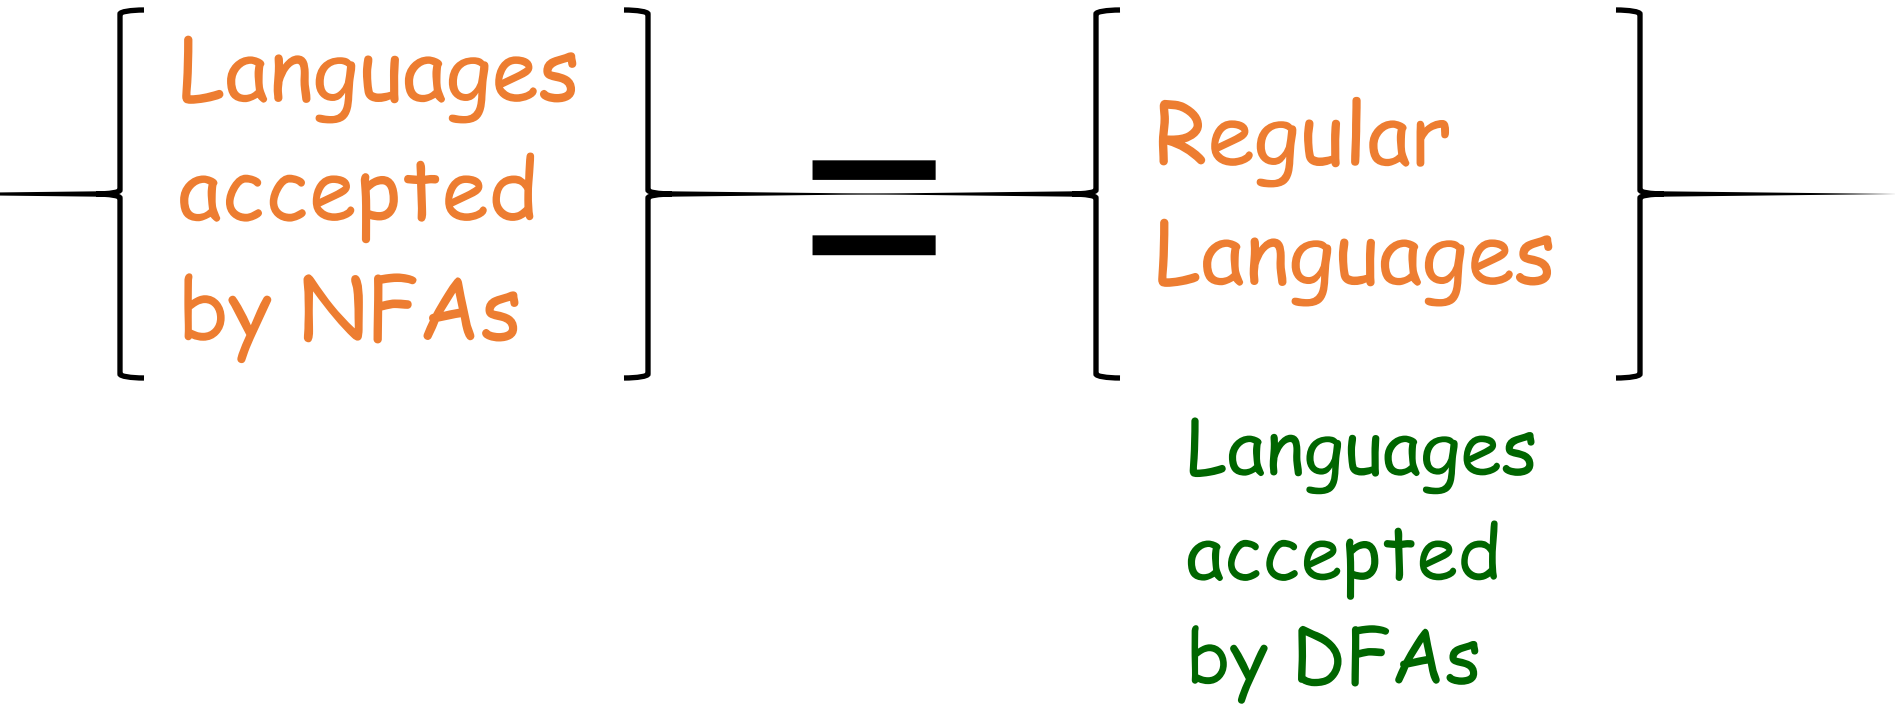 Languages
accepted
by NFAs
=
Regular
Languages
Languages
accepted
by DFAs